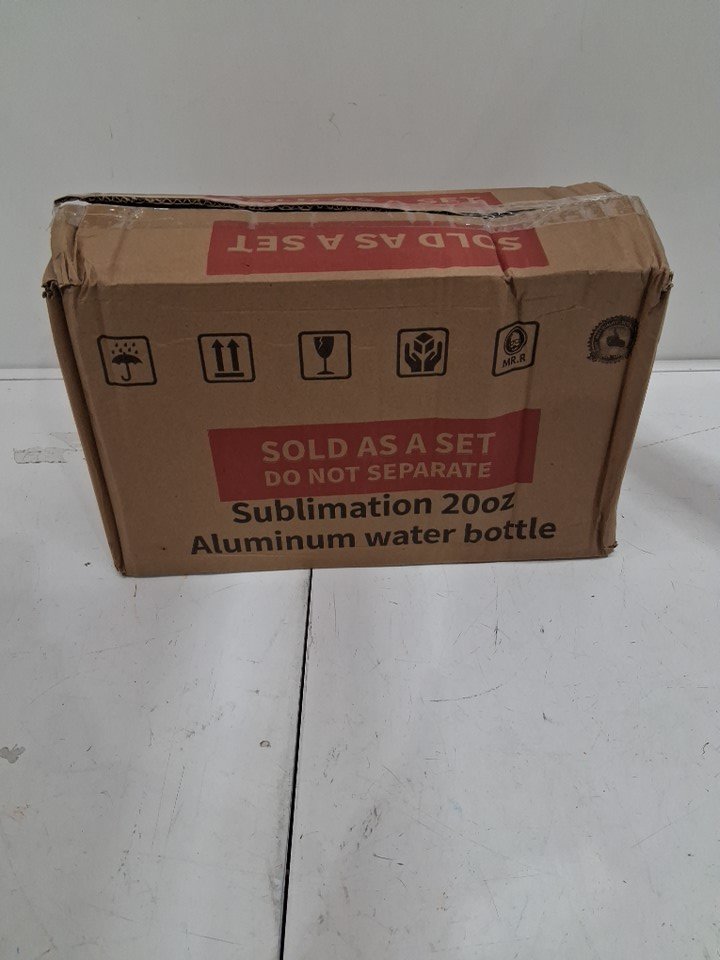 SOLD AS A SET
MR.R
SOLD AS A SET
DO NOT SEPARATE
Sublimation 20oz
Aluminum water bottle